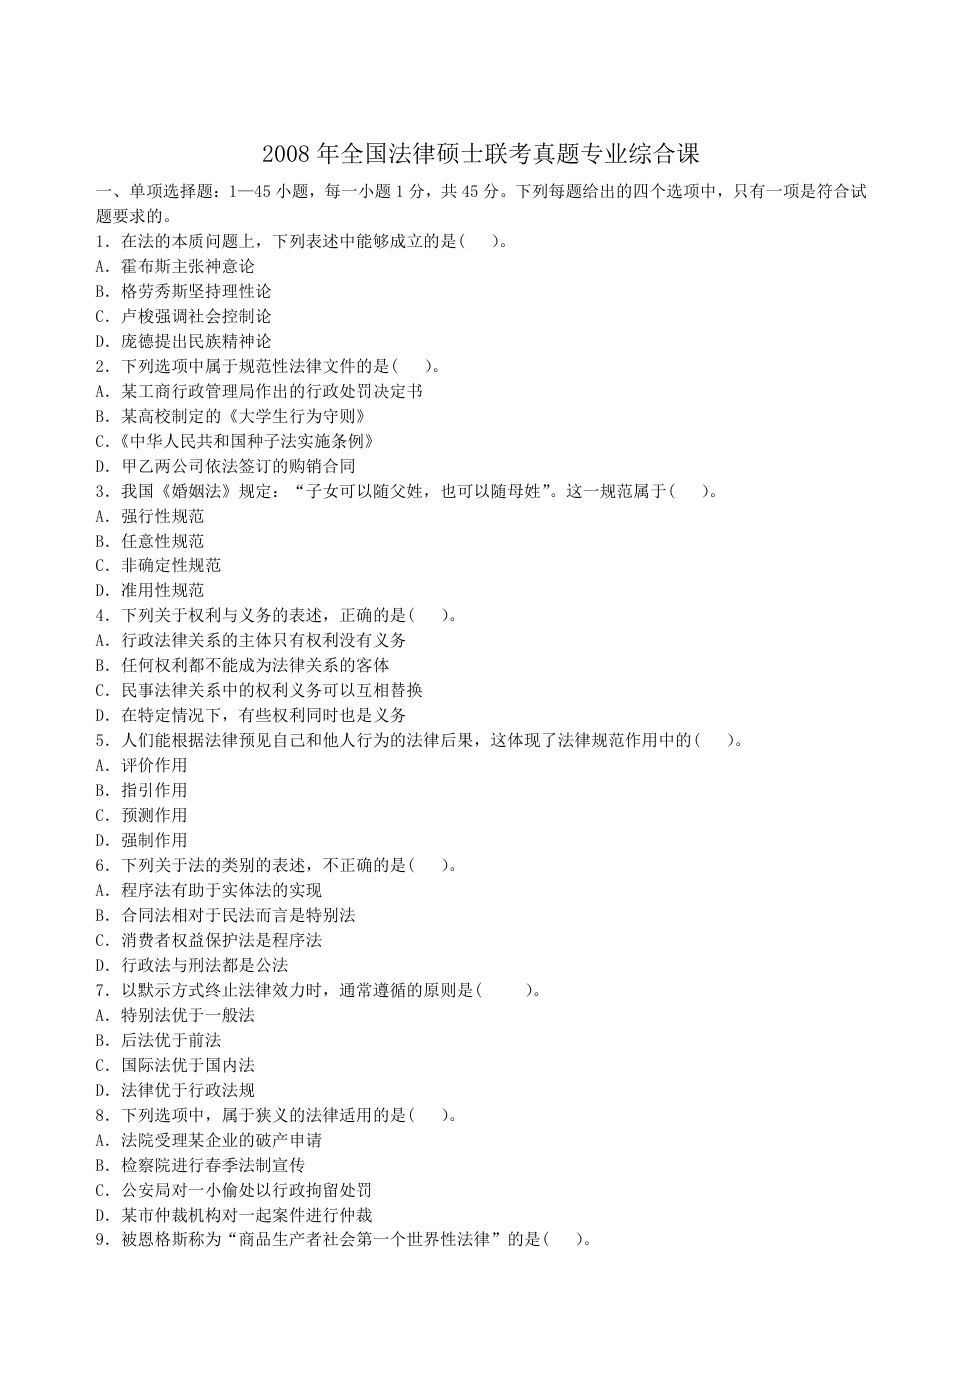 2008 年全国法律硕士联考真题专业综合课
一、单项选择题：1—45 小题，每一小题 1 分，共 45 分。下列每题给出的四个选项中，只有一项是符合试
题要求的。
1．在法的本质问题上，下列表述中能够成立的是(　　)。
A．霍布斯主张神意论
B．格劳秀斯坚持理性论
C．卢梭强调社会控制论
D．庞德提出民族精神论
2．下列选项中属于规范性法律文件的是(　　)。
A．某工商行政管理局作出的行政处罚决定书
B．某高校制定的《大学生行为守则》
C.《中华人民共和国种子法实施条例》
D．甲乙两公司依法签订的购销合同
3．我国《婚姻法》规定：“子女可以随父姓，也可以随母姓”。这一规范属于(　　)。
A．强行性规范
B．任意性规范
C．非确定性规范
D．准用性规范
4．下列关于权利与义务的表述，正确的是(　　)。
A．行政法律关系的主体只有权利没有义务
B．任何权利都不能成为法律关系的客体
C．民事法律关系中的权利义务可以互相替换
D．在特定情况下，有些权利同时也是义务
5．人们能根据法律预见自己和他人行为的法律后果，这体现了法律规范作用中的(　　)。
A．评价作用
B．指引作用
C．预测作用
D．强制作用
6．下列关于法的类别的表述，不正确的是(　　)。
A．程序法有助于实体法的实现
B．合同法相对于民法而言是特别法
C．消费者权益保护法是程序法
D．行政法与刑法都是公法
7．以默示方式终止法律效力时，通常遵循的原则是(　　 )。
A．特别法优于一般法
B．后法优于前法
C．国际法优于国内法
D．法律优于行政法规
8．下列选项中，属于狭义的法律适用的是(　　)。
A．法院受理某企业的破产申请
B．检察院进行春季法制宣传
C．公安局对一小偷处以行政拘留处罚
D．某市仲裁机构对一起案件进行仲裁
9．被恩格斯称为“商品生产者社会第一个世界性法律”的是(　　)。